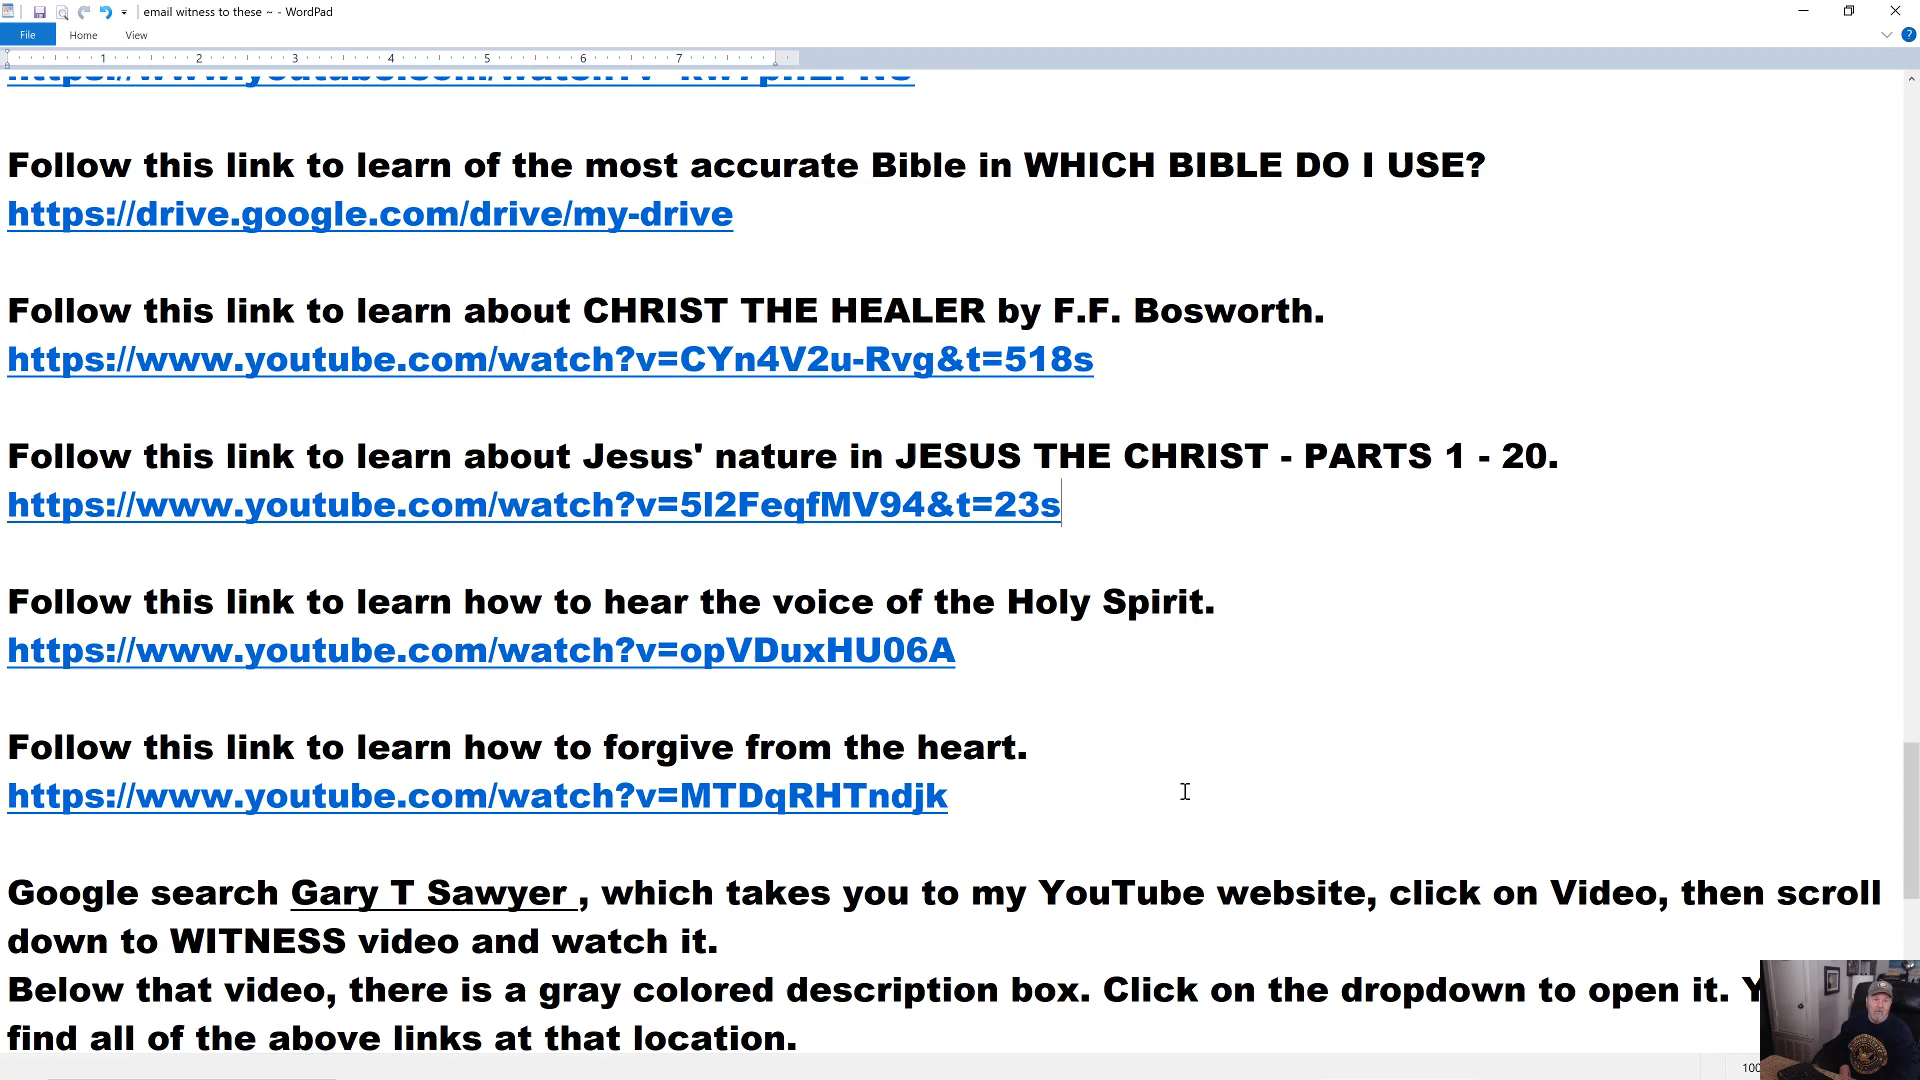 email witness to these ~ - WordPad
File Home View
1 2 3 4 5 6 7
Follow this link to learn of the most accurate Bible in WHICH BIBLE DO I USE?
https://drive.google.com/drive/my-drive
Follow this link to learn about CHRIST THE HEALER by F.F. Bosworth.
https://www.youtube.com/watch?v=CYn4V2u-Rvg&t=518s
Follow this link to learn about Jesus' nature in JESUS THE CHRIST - PARTS 1 - 20.
https://www.youtube.com/watch?v=5l2FeqfMV94&t=23s
Follow this link to learn how to hear the voice of the Holy Spirit.
https://www.youtube.com/watch?v=opVDuxHU06A
Follow this link to learn how to forgive from the heart.
https://www.youtube.com/watch?v=MTDqRHTndjk
Google search Gary T Sawyer , which takes you to my YouTube website, click on Video, then scroll
down to WITNESS video and watch it.
Below that video, there is a gray colored description box. Click on the dropdown to open it.
find all of the above links at that location.